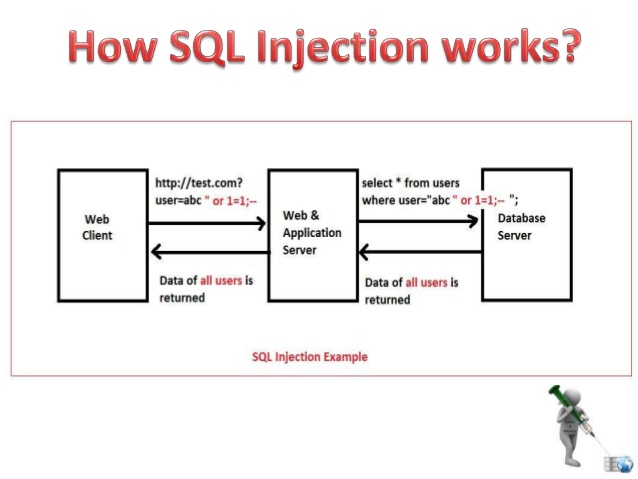 How SQL Injection works?
http://test.com?
user=abc " or 1=1;--
select * from users
where user="abc " or 1=1;-- ";
Web
Client
Web &
Application
Server
Database
Server
Data of all users is
returned
Data of all users is
returned
SQL Injection Example